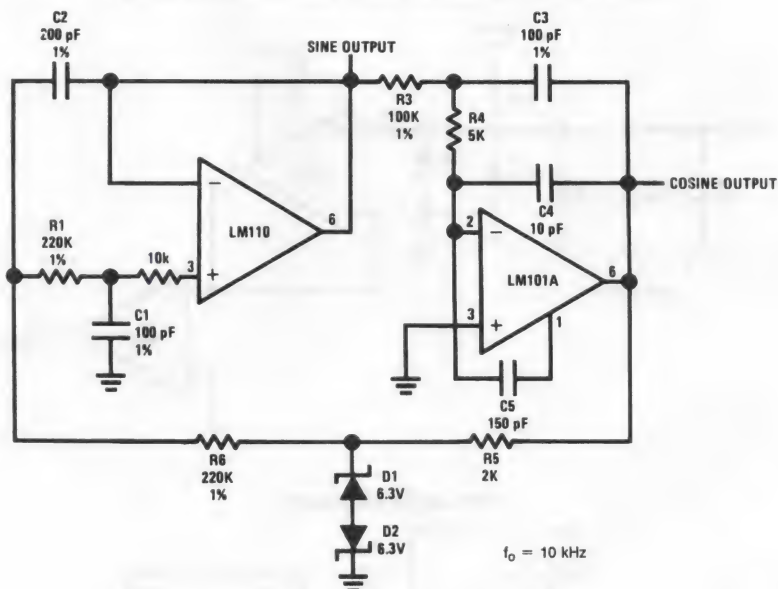 C2
200 pF
1%
SINE OUTPUT
C3
100 pF
1%
R3
100K
1%
R4
5K
COSINE OUTPUT
C4
10 pF
LM110
6
-
3
+
R1
220K
1%
10k
C1
100 pF
1%
2
-
LM101A
6
3
+
1
C5
150 pF
R6
220K
1%
R5
2K
D1
6.3V
D2
6.3V
fo = 10 kHz